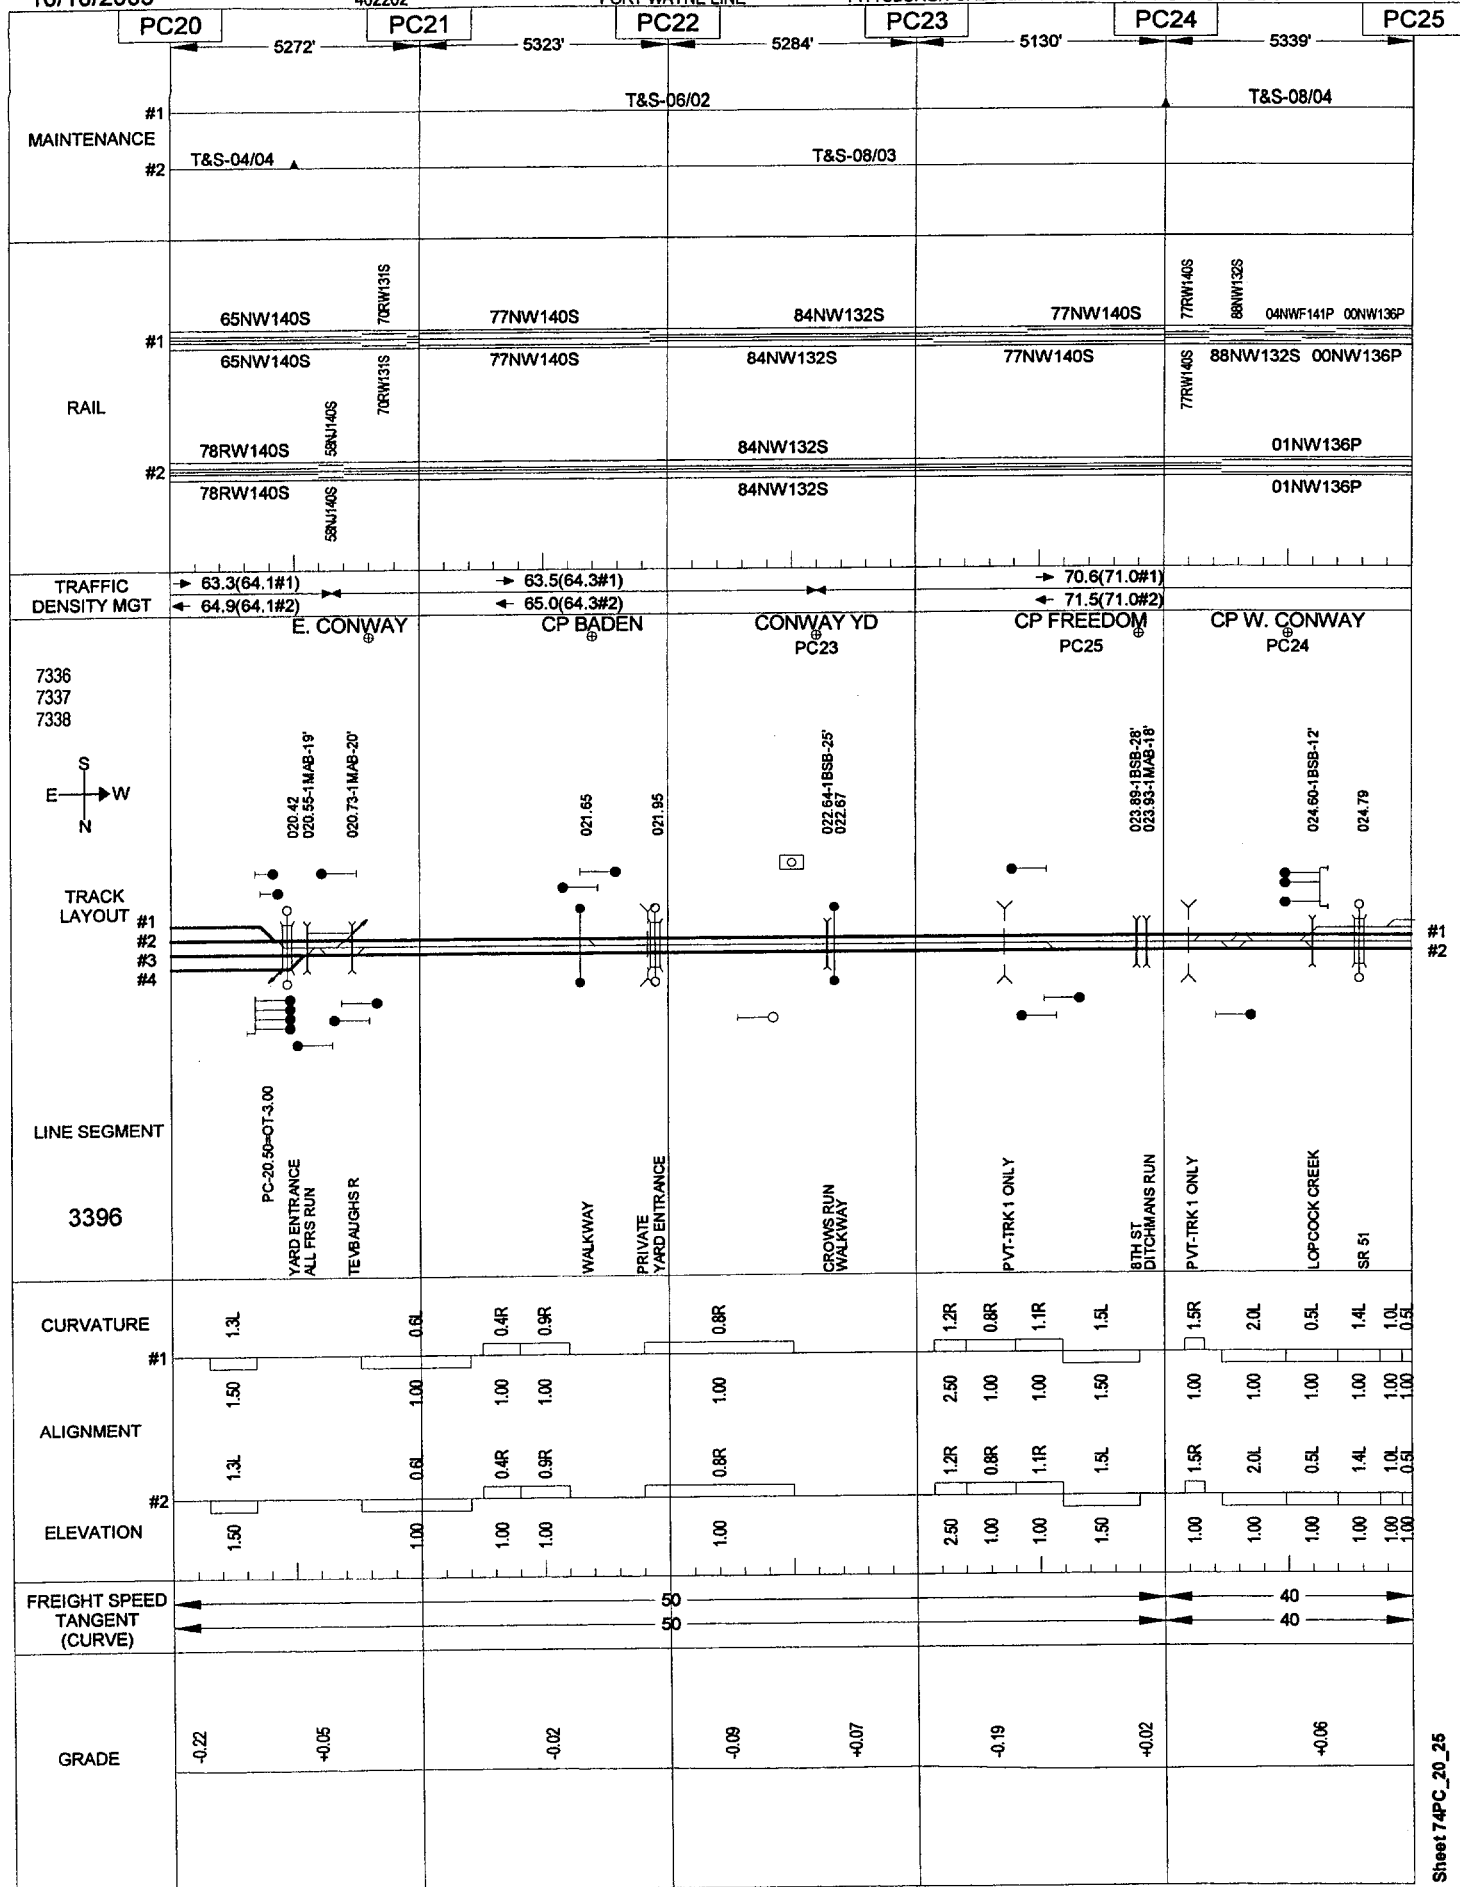 402202
PC20 PC21 PC22 PC23 PC24 PC25
5272' 5323' 5284' 5130' 5339'
MAINTENANCE
#1 T&S-06/02 T&S-08/04
#2 T&S-04/04 T&S-08/03
RAIL
70RW131S 77RW140S 88NW132S
65NW140S 77NW140S 84NW132S 77NW140S 04NWF141P 00NW136P
#1
65NW140S 77NW140S 84NW132S 77NW140S 88NW132S 00NW136P
70RW131S 77RW140S
58NJ140S
78RW140S 84NW132S 01NW136P
#2
78RW140S 84NW132S 01NW136P
58NJ140S
TRAFFIC
DENSITY MGT
63.3(64.1#1) 63.5(64.3#1) 70.6(71.0#1)
64.9(64.1#2) 65.0(64.3#2) 71.5(71.0#2)
E. CONWAY CP BADEN CONWAY YD CP FREEDOM CP W. CONWAY
PC23 PC25 PC24
7336
7337
7338
S
E W
N
020.42
020.55-1MAB-19'
020.73-1MAB-20'
021.65
021.95
022.64-1BSB-25'
022.67
023.89-1BSB-28'
023.93-1MAB-18'
024.60-1BSB-12'
024.79
TRACK
LAYOUT
#1
#2
#3
#4
#1
#2
LINE SEGMENT
3396
PC-20.50=OT-3.00
YARD ENTRANCE
ALL FRS RUN
TEVBAUGHS R
WALKWAY
PRIVATE
YARD ENTRANCE
CROWS RUN
WALKWAY
PVT-TRK 1 ONLY
8TH ST
DITCHMANS RUN
PVT-TRK 1 ONLY
LOPCOCK CREEK
SR 51
CURVATURE
1.3L 0.6L 0.4R 0.9R 0.8R 1.2R 0.8R 1.1R 1.5L 1.5R 2.0L 0.5L 1.4L 1.0L 0.5L
#1
1.50 1.00 1.00 1.00 1.00 2.50 1.00 1.00 1.50 1.00 1.00 1.00 1.00 1.00 1.00
ALIGNMENT
1.3L 0.6L 0.4R 0.9R 0.8R 1.2R 0.8R 1.1R 1.5L 1.5R 2.0L 0.5L 1.4L 1.0L 0.5L
#2
ELEVATION
1.50 1.00 1.00 1.00 1.00 2.50 1.00 1.00 1.50 1.00 1.00 1.00 1.00 1.00 1.00
FREIGHT SPEED
TANGENT
(CURVE)
50 40
50 40
GRADE
-0.22 +0.05 -0.02 -0.09 +0.07 -0.19 +0.02 +0.06
Sheet 74PC_20_25